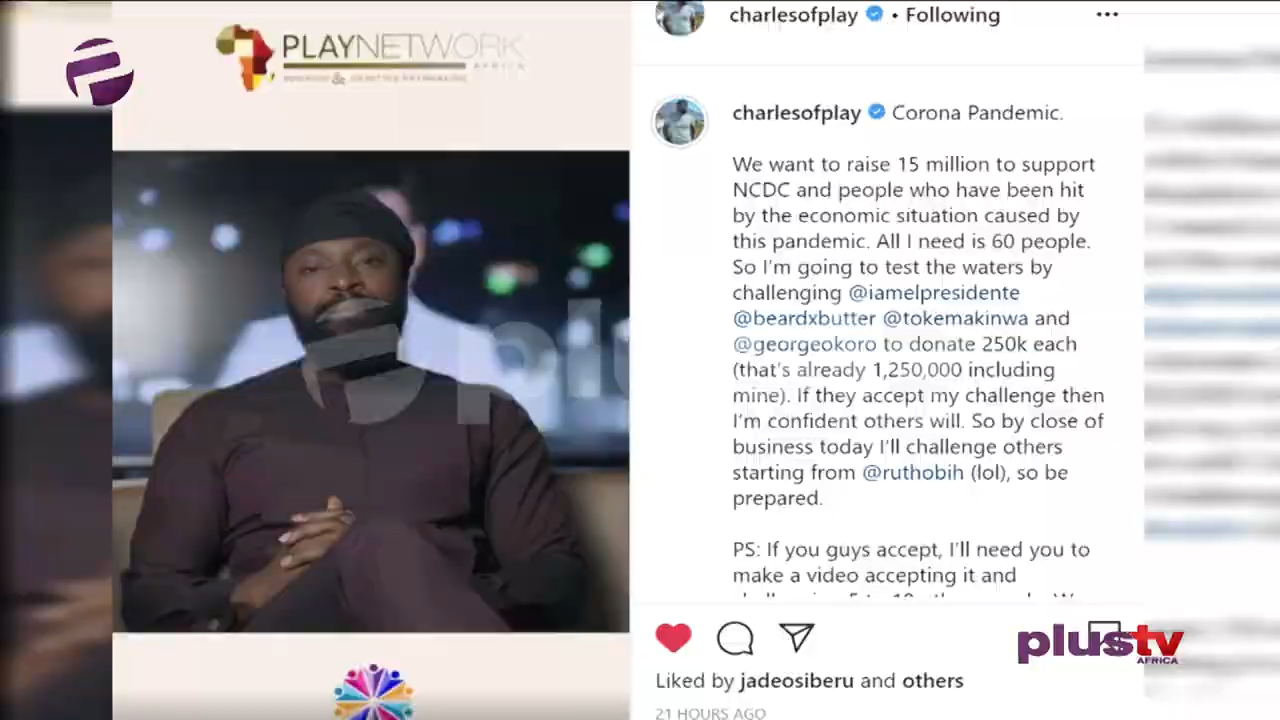 PLAYNETWORK
AFRICA
charlesofplay • Following
charlesofplay Corona Pandemic.
We want to raise 15 million to support
NCDC and people who have been hit
by the economic situation caused by
this pandemic. All I need is 60 people.
So I'm going to test the waters by
challenging @iamelpresidente
@beardxbutter @tokemakinwa and
@georgeokoro to donate 250k each
(that's already 1,250,000 including
mine). If they accept my challenge then
I'm confident others will. So by close of
business today I'll challenge others
starting from @ruthobih (lol), so be
prepared.
PS: If you guys accept, I'll need you to
make a video accepting it and
Liked by jadeosiberu and others
21 HOURS AGO
plu
plustv
AFRICA